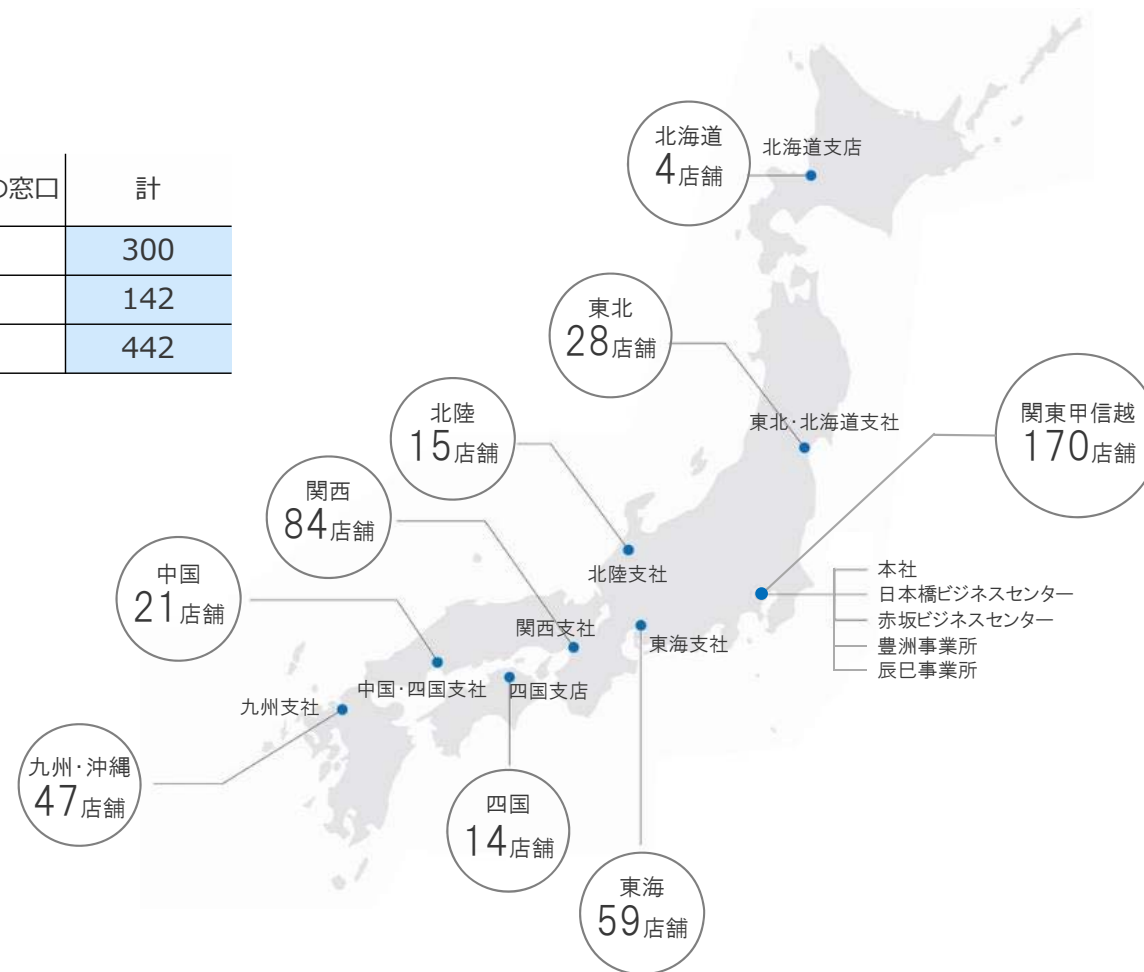 の窓口 計
300
142
442
北海道
4店舗
北海道支店
東北
28店舗
東北・北海道支社
関東甲信越
170店舗
北陸
15店舗
北陸支社
関西
84店舗
関西支社
中国
21店舗
中国・四国支社
四国支店
東海支社
本社
日本橋ビジネスセンター
赤坂ビジネスセンター
豊洲事業所
辰巳事業所
九州支社
九州・沖縄
47店舗
四国
14店舗
東海
59店舗